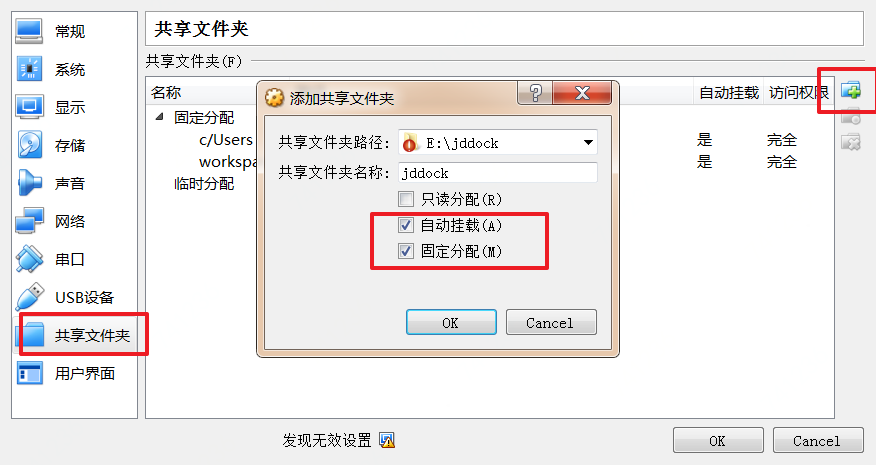 常规
系统
显示
存储
声音
网络
串口
USB设备
共享文件夹
用户界面
共享文件夹
共享文件夹(F)
名称 自动挂载 访问权限
固定分配
c/Users 是 完全
workspa 是 完全
临时分配
添加共享文件夹
共享文件夹路径: E:\jddock
共享文件夹名称: jddock
只读分配(R)
自动挂载(A)
固定分配(M)
OK Cancel
发现无效设置
OK Cancel